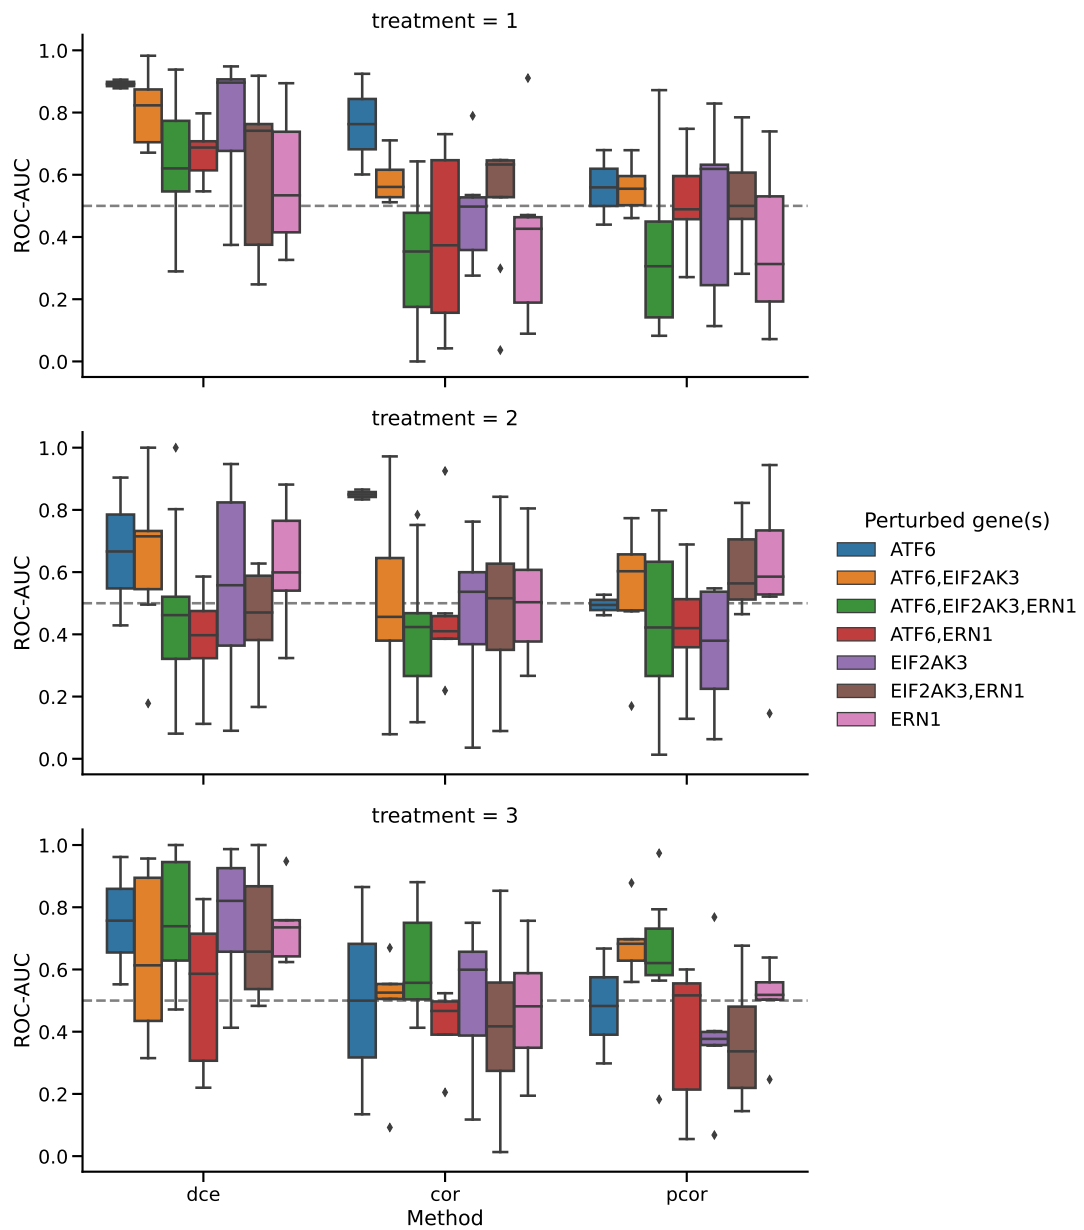 treatment = 1
1.0
0.8
0.6
0.4
0.2
0.0
ROC-AUC
treatment = 2
1.0
0.8
0.6
0.4
0.2
0.0
ROC-AUC
Perturbed gene(s)
ATF6
ATF6,EIF2AK3
ATF6,EIF2AK3,ERN1
ATF6,ERN1
EIF2AK3
EIF2AK3,ERN1
ERN1
treatment = 3
1.0
0.8
0.6
0.4
0.2
0.0
ROC-AUC
dce cor pcor
Method